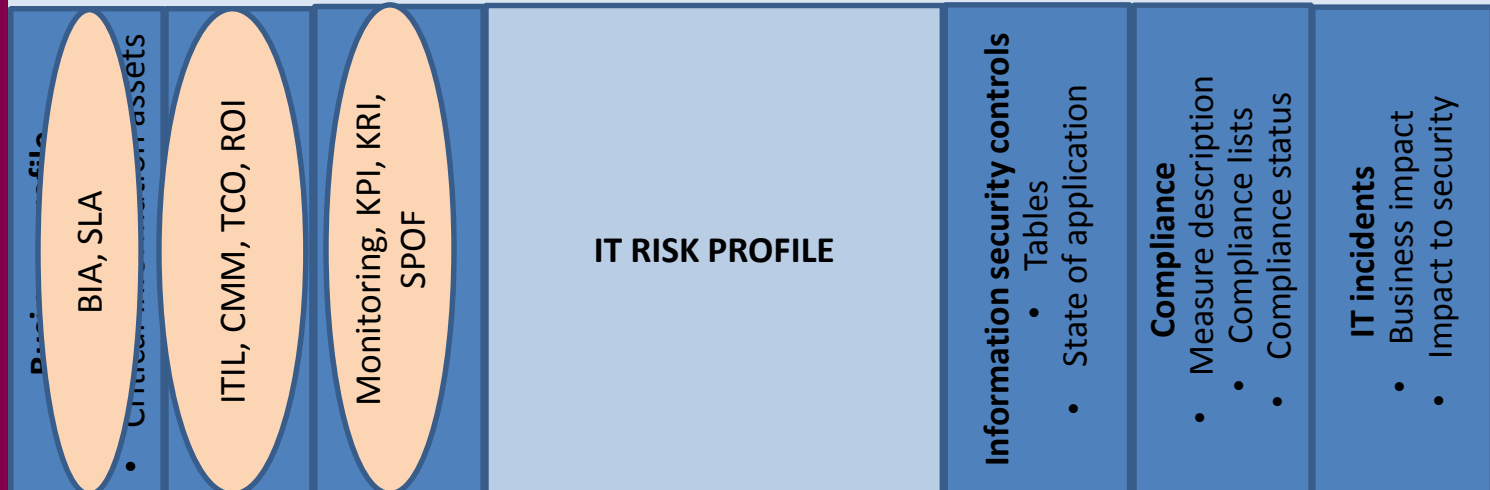 BIA, SLA
assets
ITIL, CMM, TCO, ROI
Monitoring, KPI, KRI,
SPOF
IT RISK PROFILE
Information security controls
• Tables
• State of application
Compliance
• Measure description
• Compliance lists
• Compliance status
IT incidents
• Business impact
• Impact to security